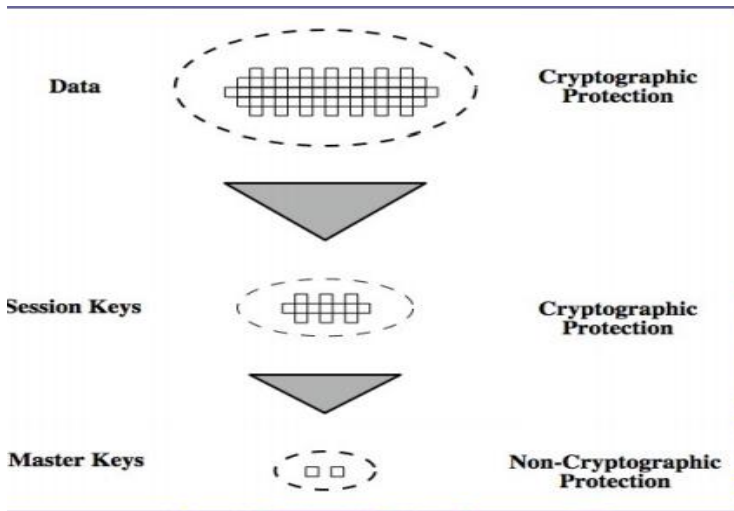 Data
Cryptographic
Protection
Session Keys
Cryptographic
Protection
Master Keys
Non-Cryptographic
Protection